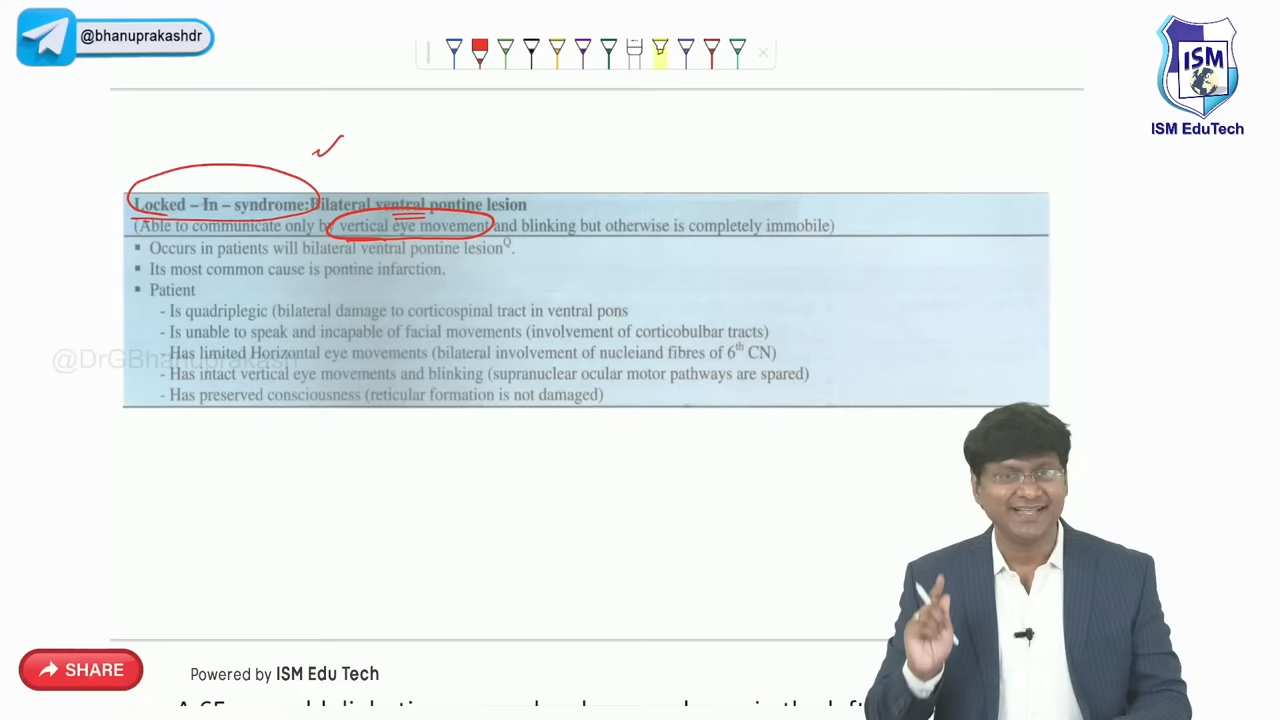 @bhanuprakashdr
ISM
ISM EduTech
Locked – In – syndrome:Bilateral ventral pontine lesion
(Able to communicate only by vertical eye movement and blinking but otherwise is completely immobile)
▪ Occurs in patients will bilateral ventral pontine lesionQ.
▪ Its most common cause is pontine infarction.
▪ Patient
- Is quadriplegic (bilateral damage to corticospinal tract in ventral pons
- Is unable to speak and incapable of facial movements (involvement of corticobulbar tracts)
- Has limited Horizontal eye movements (bilateral involvement of nucleiand fibres of 6th CN)
@DrGBhanuprakash
- Has intact vertical eye movements and blinking (supranuclear ocular motor pathways are spared)
- Has preserved consciousness (reticular formation is not damaged)
SHARE
Powered by ISM Edu Tech